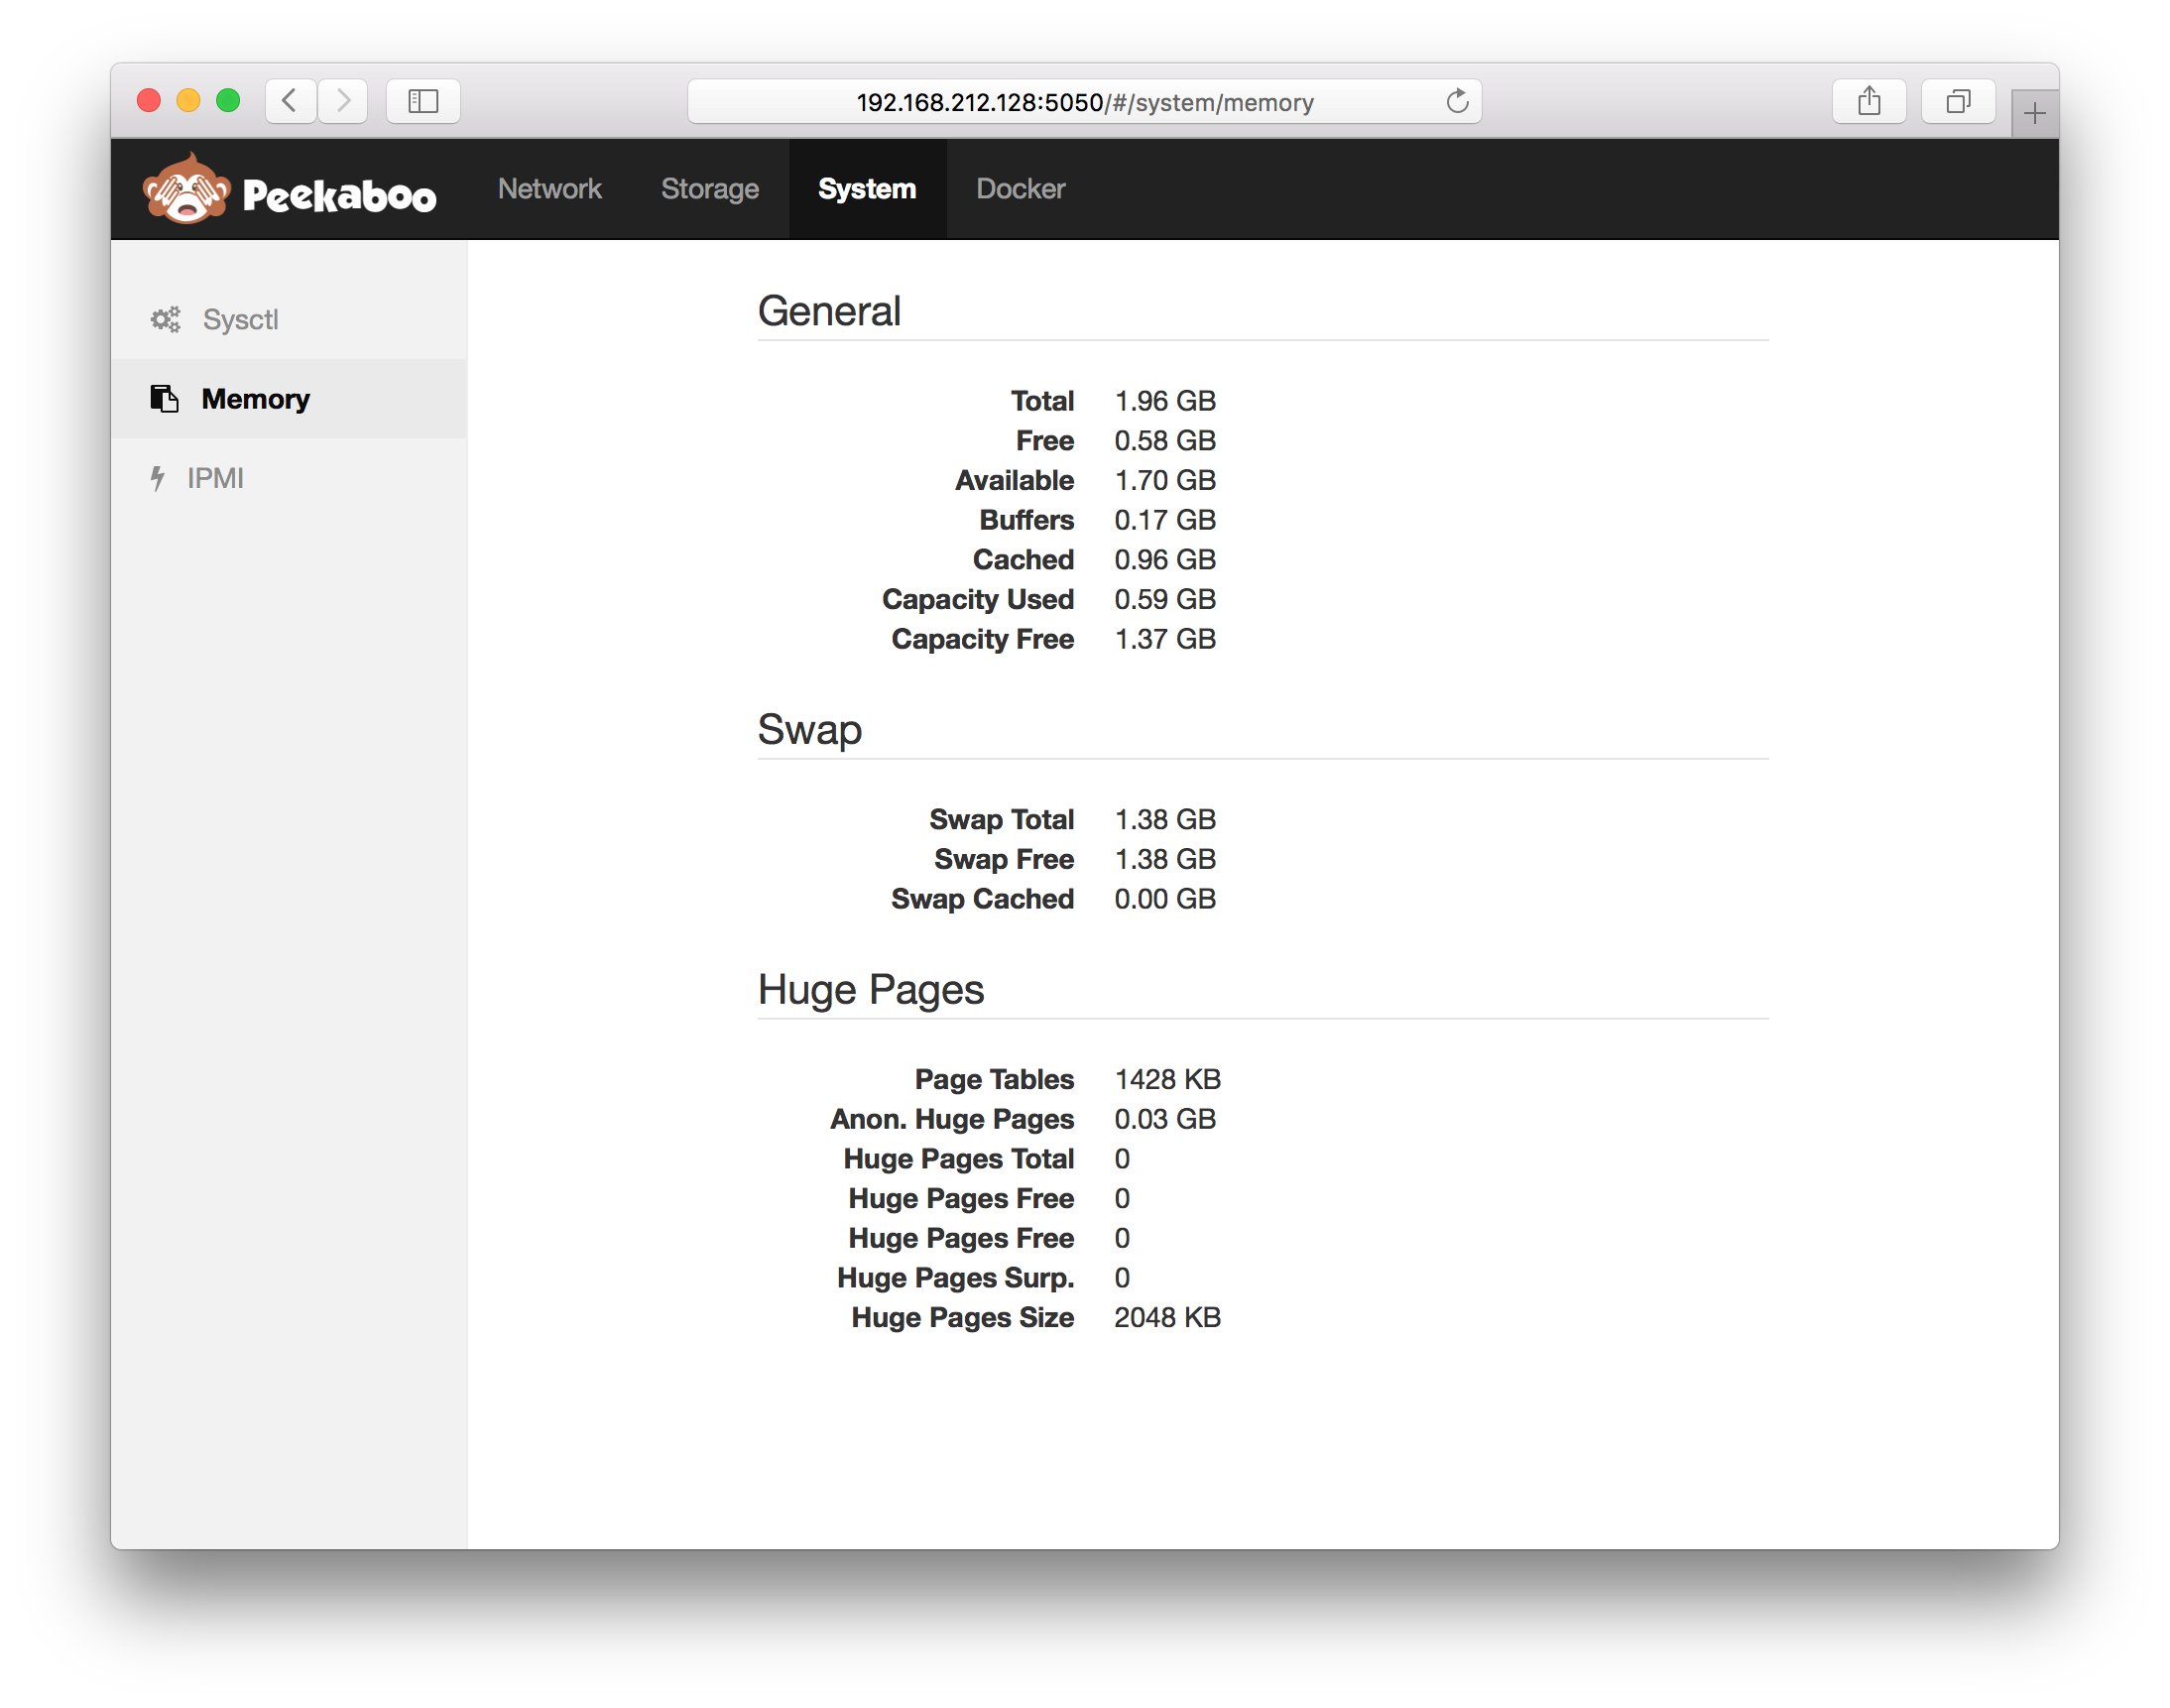 192.168.212.128:5050/#/system/memory
Peekaboo Network Storage System Docker
Sysctl
Memory
IPMI
General
Total 1.96 GB
Free 0.58 GB
Available 1.70 GB
Buffers 0.17 GB
Cached 0.96 GB
Capacity Used 0.59 GB
Capacity Free 1.37 GB
Swap
Swap Total 1.38 GB
Swap Free 1.38 GB
Swap Cached 0.00 GB
Huge Pages
Page Tables 1428 KB
Anon. Huge Pages 0.03 GB
Huge Pages Total 0
Huge Pages Free 0
Huge Pages Free 0
Huge Pages Surp. 0
Huge Pages Size 2048 KB